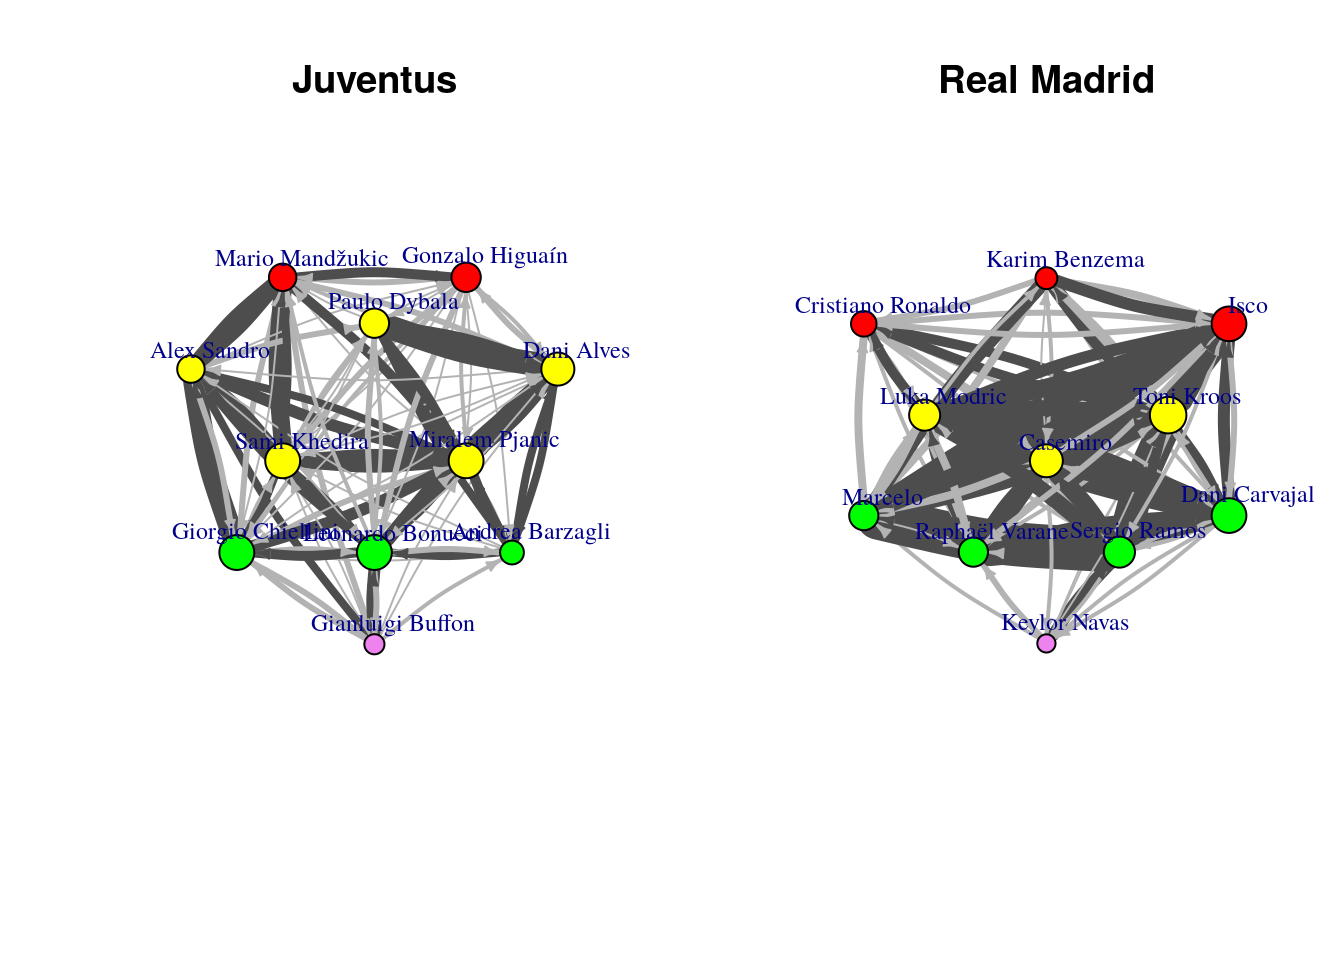 Juventus
Mario Mandžukic
Gonzalo Higuaín
Paulo Dybala
Alex Sandro
Dani Alves
Sami Khedira
Miralem Pjanic
Giorgio Chiellini
Leonardo Bonucci
Andrea Barzagli
Gianluigi Buffon
Real Madrid
Karim Benzema
Cristiano Ronaldo
Isco
Luka Modric
Toni Kroos
Casemiro
Marcelo
Dani Carvajal
Raphaël Varane
Sergio Ramos
Keylor Navas